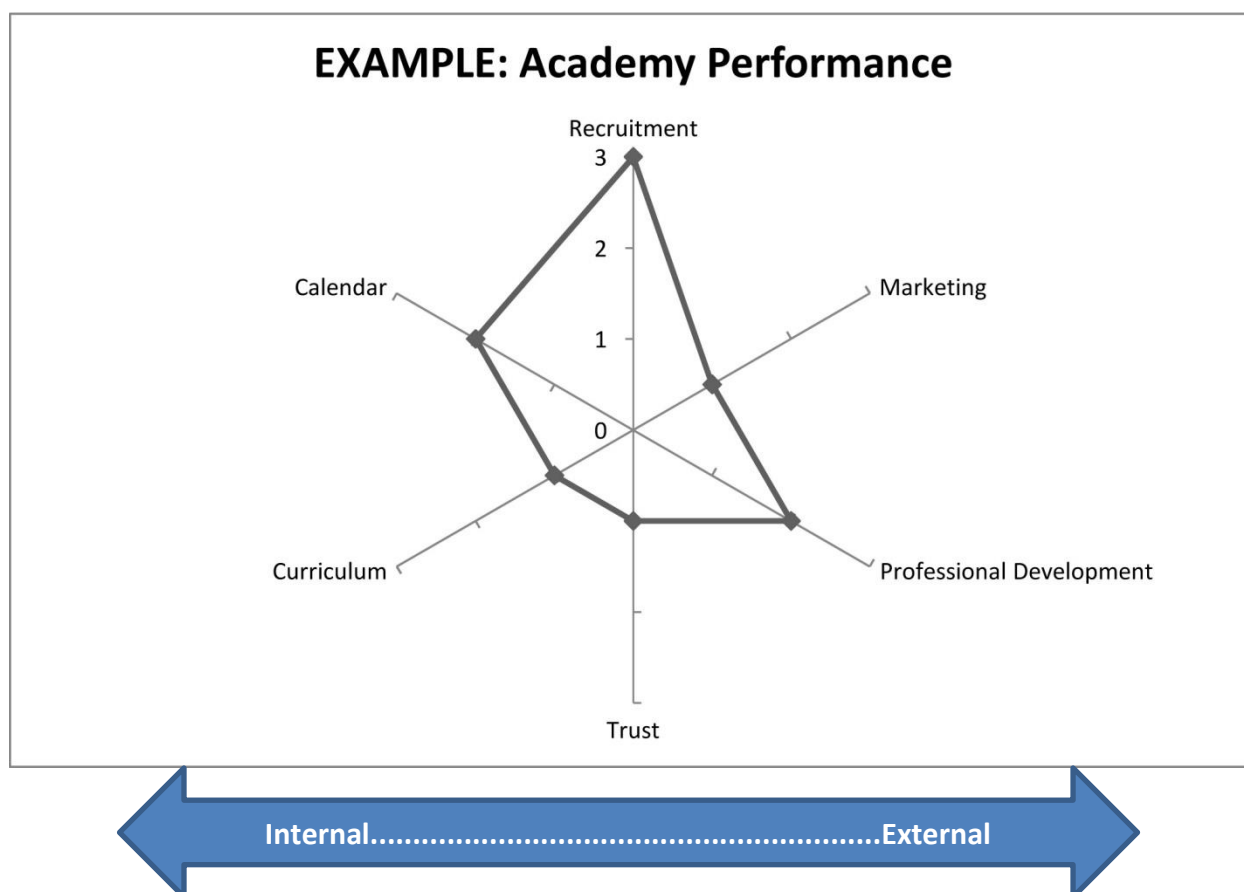 EXAMPLE: Academy Performance
Recruitment
3
2
Calendar
Marketing
1
0
Curriculum
Professional Development
Trust
Internal..........................................................External